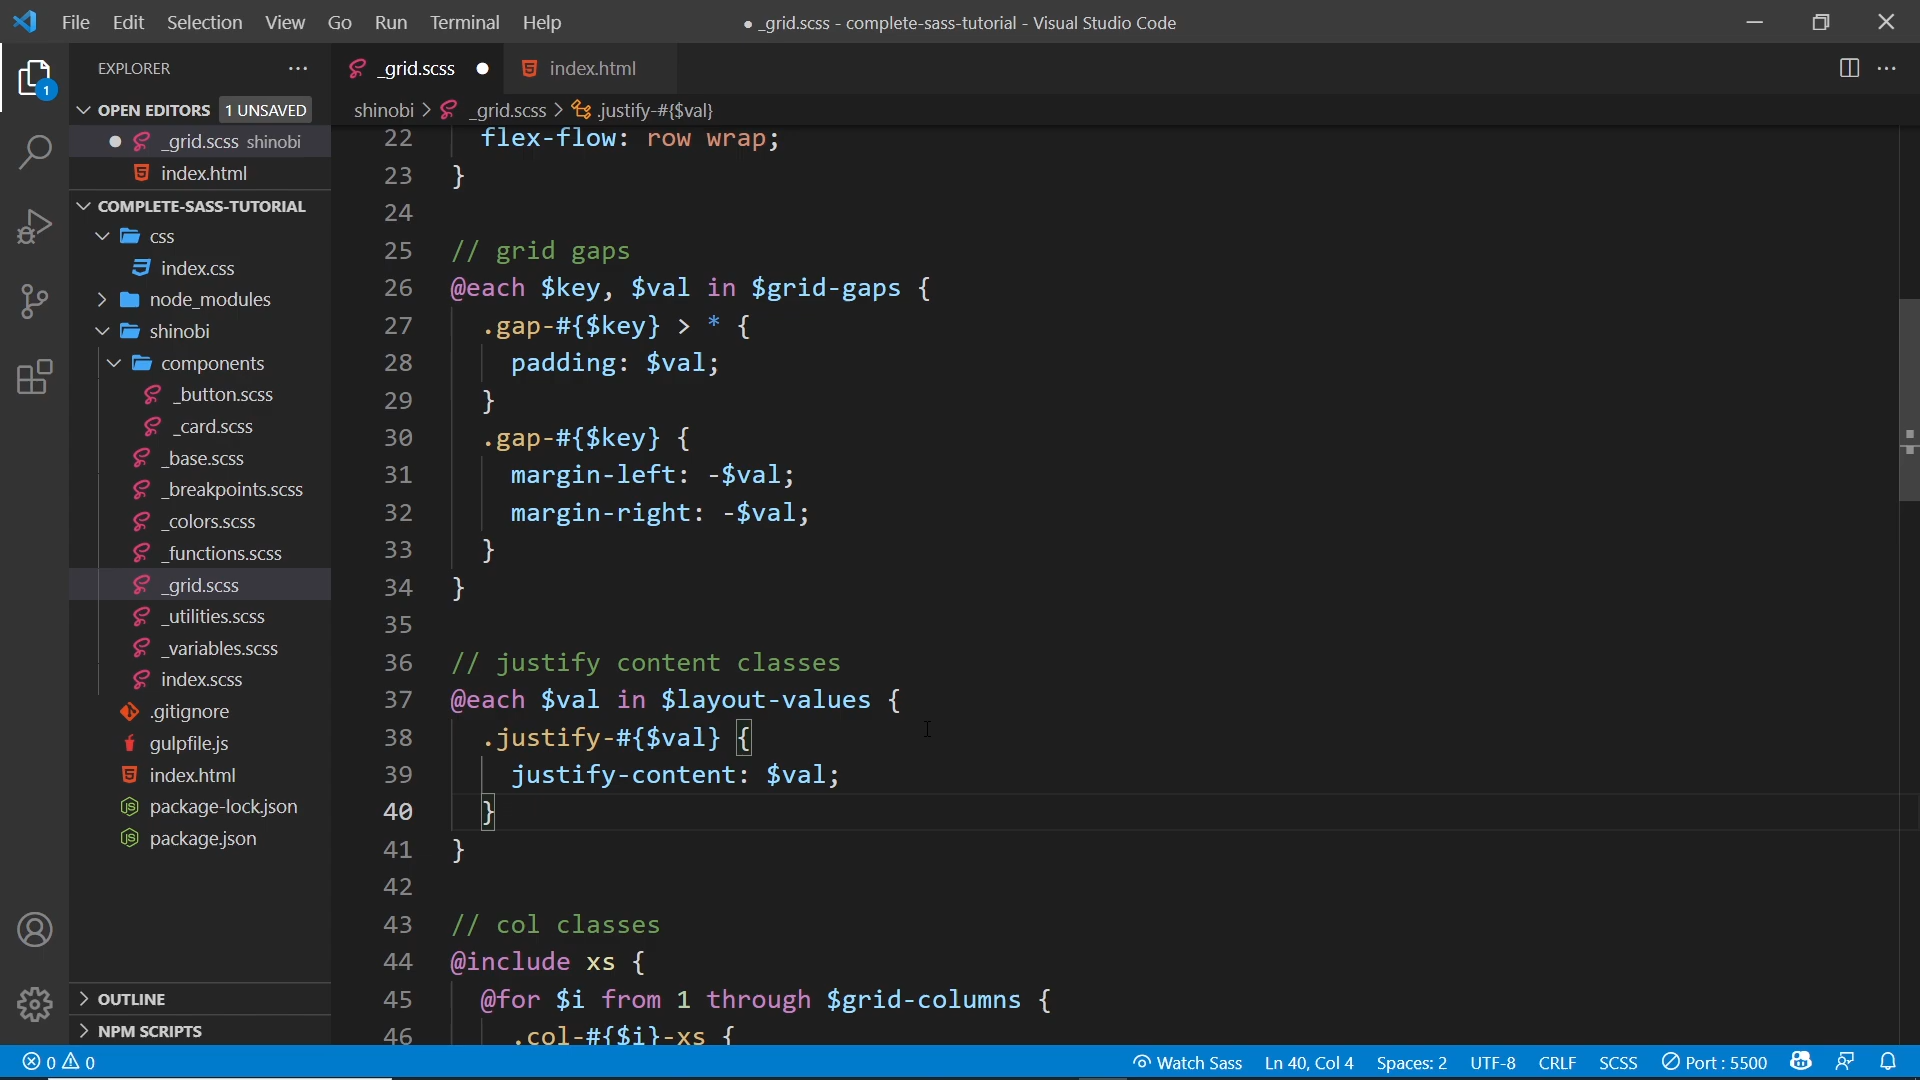 File Edit Selection View Go Run Terminal Help
● _grid.scss - complete-sass-tutorial - Visual Studio Code
EXPLORER
_grid.scss
index.html
OPEN EDITORS 1 UNSAVED
shinobi > _grid.scss > .justify-#{$val}
_grid.scss shinobi
index.html
COMPLETE-SASS-TUTORIAL
css
index.css
node_modules
shinobi
components
_button.scss
_card.scss
_base.scss
_breakpoints.scss
_colors.scss
_functions.scss
_grid.scss
_utilities.scss
_variables.scss
index.scss
.gitignore
gulpfile.js
index.html
package-lock.json
package.json
OUTLINE
NPM SCRIPTS
1
22 flex-flow: row wrap;
23 }
24
25 // grid gaps
26 @each $key, $val in $grid-gaps {
27 .gap-#{$key} > * {
28 padding: $val;
29 }
30 .gap-#{$key} {
31 margin-left: -$val;
32 margin-right: -$val;
33 }
34 }
35
36 // justify content classes
37 @each $val in $layout-values {
38 .justify-#{$val} {
39 justify-content: $val;
40 }
41 }
42
43 // col classes
44 @include xs {
45 @for $i from 1 through $grid-columns {
46 .col-#{$i}-xs {
0 0
Watch Sass Ln 40, Col 4 Spaces: 2 UTF-8 CRLF SCSS Port : 5500